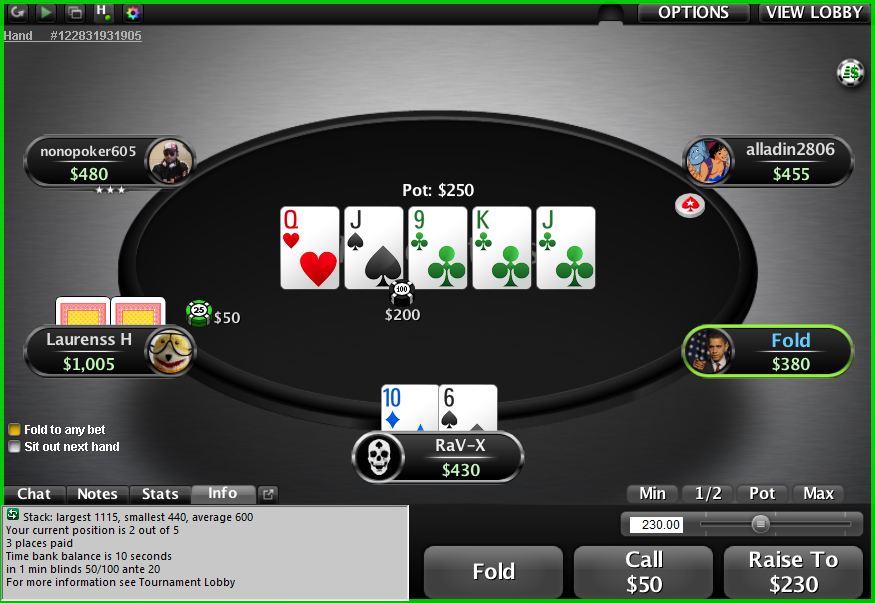 H
OPTIONS
VIEW LOBBY
Hand #122831931905
$
nonopoker605
$480
alladin2806
$455
Pot: $250
Q
J
9
K
J
100
$200
25
$50
Laurenss H
$1,005
Fold
$380
10
6
Fold to any bet
Sit out next hand
RaV-X
$430
Chat
Notes
Stats
Info
Min
1/2
Pot
Max
Stack: largest 1115, smallest 440, average 600
Your current position is 2 out of 5
3 places paid
Time bank balance is 10 seconds
in 1 min blinds 50/100 ante 20
For more information see Tournament Lobby
230.00
Fold
Call
$50
Raise To
$230